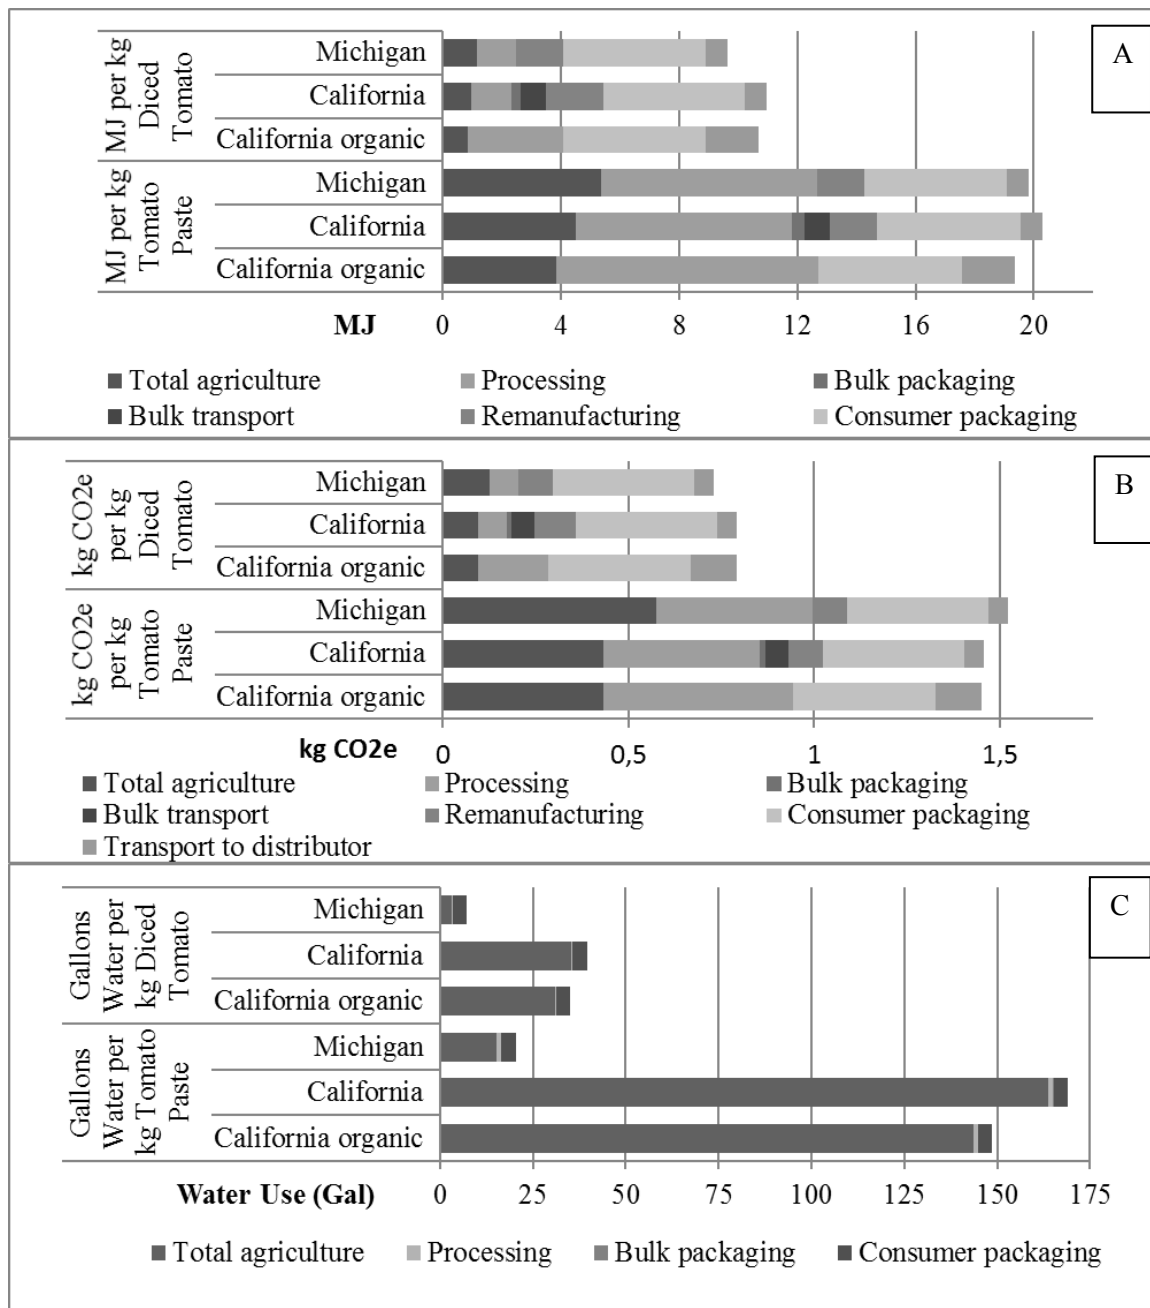 A
MJ per kg
Diced
Tomato
Michigan
California
California organic
MJ per kg
Tomato
Paste
Michigan
California
California organic
MJ 0 4 8 12 16 20
Total agriculture Processing Bulk packaging
Bulk transport Remanufacturing Consumer packaging
B
kg CO2e
per kg
Diced
Tomato
Michigan
California
California organic
kg CO2e
per kg
Tomato
Paste
Michigan
California
California organic
kg CO2e 0 0,5 1 1,5
Total agriculture Processing Bulk packaging
Bulk transport Remanufacturing Consumer packaging
Transport to distributor
C
Gallons
Water per
kg Diced
Tomato
Michigan
California
California organic
Gallons
Water per
kg Tomato
Paste
Michigan
California
California organic
Water Use (Gal) 0 25 50 75 100 125 150 175
Total agriculture Processing Bulk packaging Consumer packaging